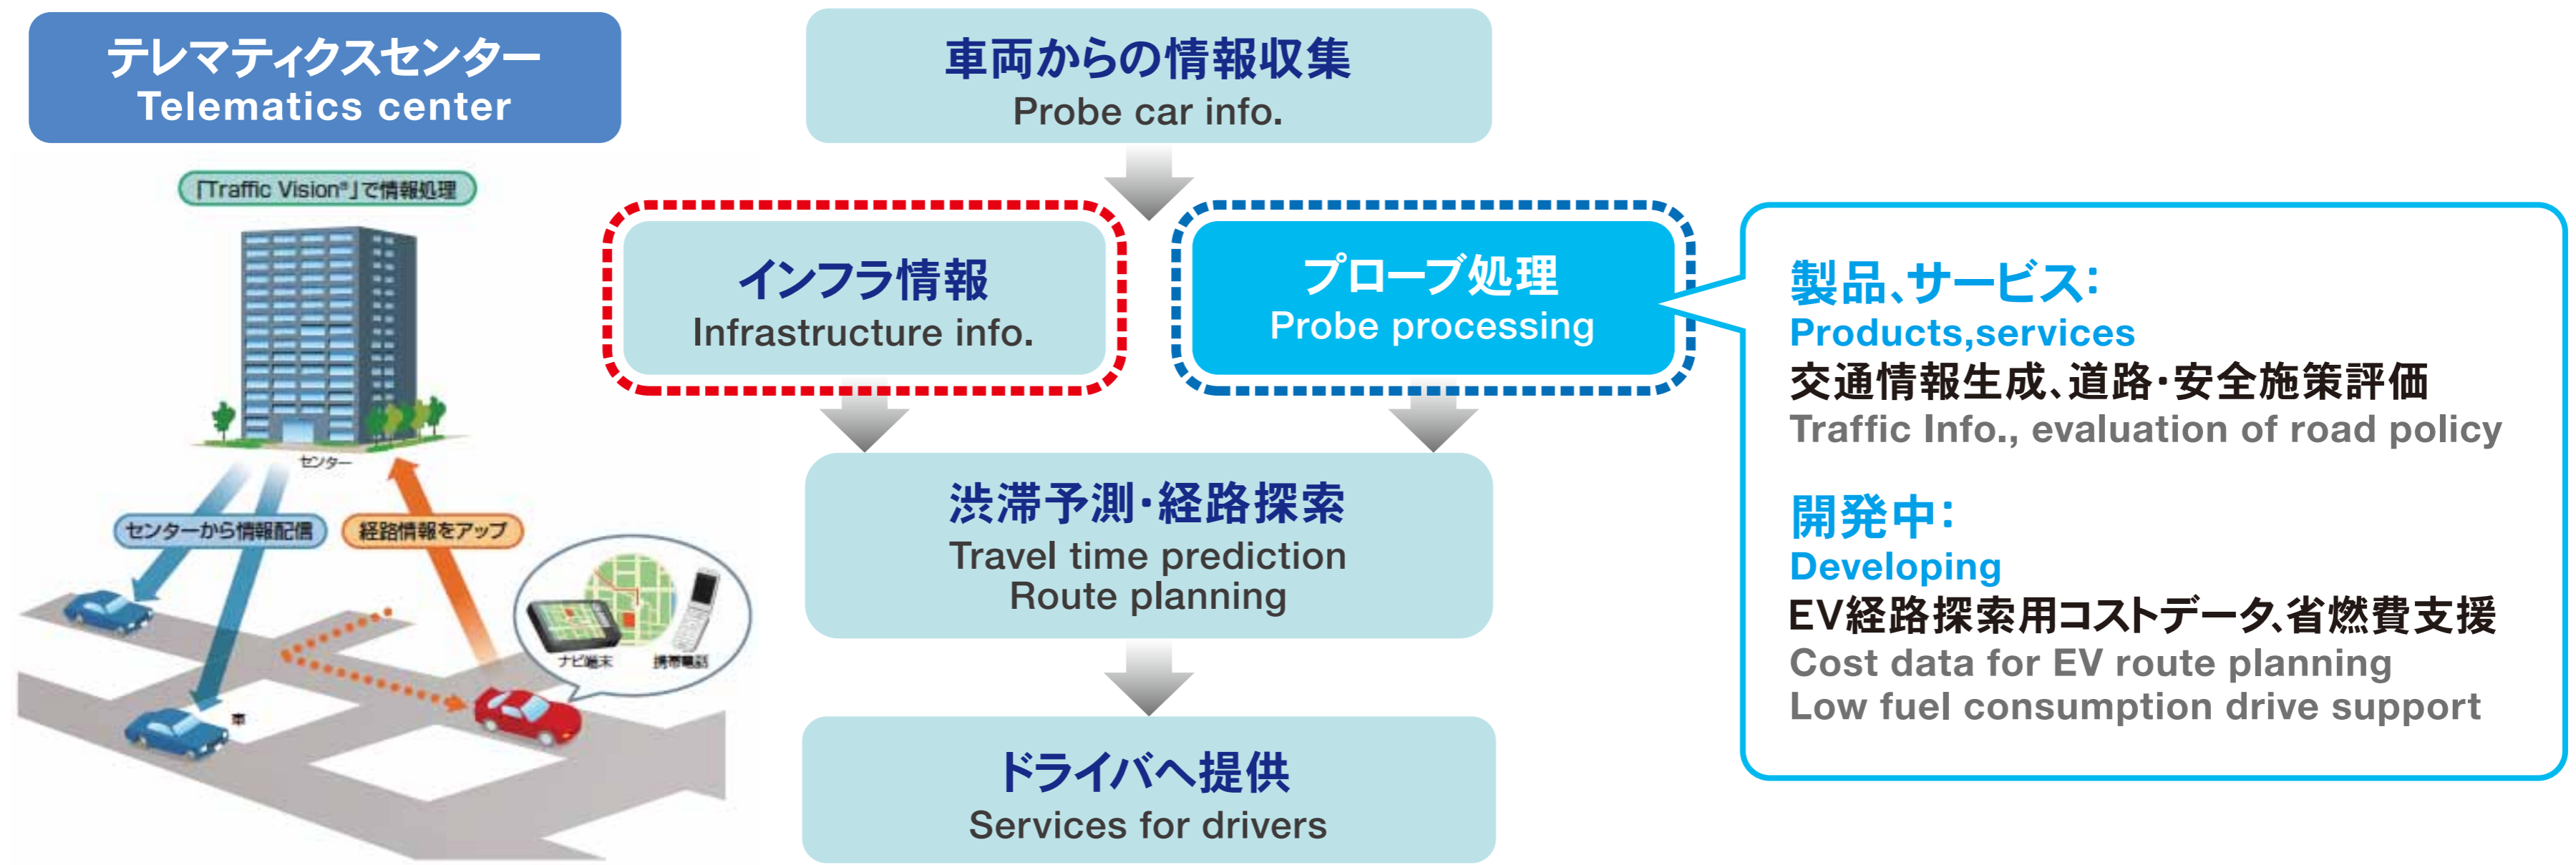 テレマティクスセンター
Telematics center
「Traffic Vision®」で情報処理
センター
センターから情報配信
経路情報をアップ
ナビ端末
携帯電話
車
車両からの情報収集
Probe car info.
インフラ情報
Infrastructure info.
プローブ処理
Probe processing
渋滞予測・経路探索
Travel time prediction
Route planning
ドライバへ提供
Services for drivers
製品、サービス：
Products,services
交通情報生成、道路・安全施策評価
Traffic Info., evaluation of road policy
開発中：
Developing
EV経路探索用コストデータ、省燃費支援
Cost data for EV route planning
Low fuel consumption drive support